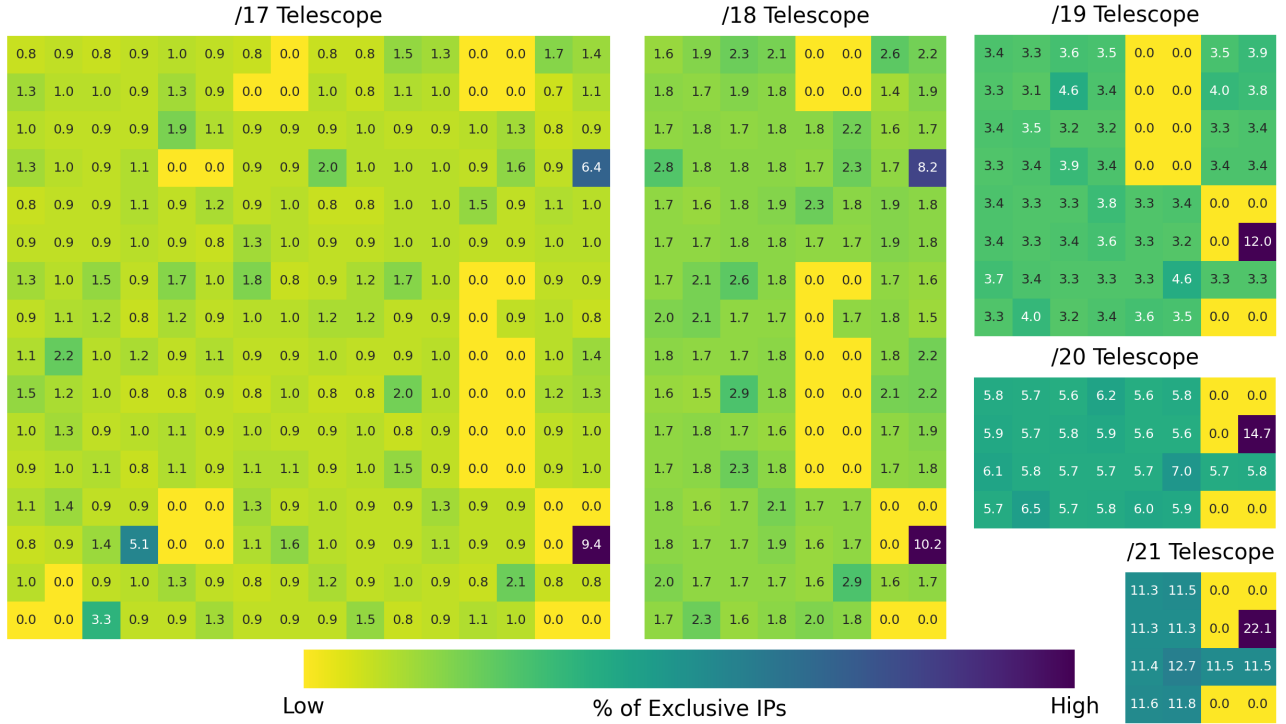 /17 Telescope
0.8 0.9 0.8 0.9 1.0 0.9 0.8 0.0 0.8 0.8 1.5 1.3 0.0 0.0 1.7 1.4
1.3 1.0 1.0 0.9 1.3 0.9 0.0 0.0 1.0 0.8 1.1 1.0 0.0 0.0 0.7 1.1
1.0 0.9 0.9 0.9 1.9 1.1 0.9 0.9 1.0 0.9 0.9 0.9 1.0 1.3 0.8 0.9
1.3 1.0 0.9 1.1 0.0 0.0 0.9 0.9 2.0 1.0 1.0 1.0 0.9 1.6 0.9 6.4
0.8 0.9 0.9 1.1 0.9 1.2 0.9 1.0 0.8 0.8 1.0 1.0 1.5 0.9 1.1 1.0
0.9 0.9 0.9 1.0 0.9 0.8 1.3 1.0 0.9 0.9 0.9 1.0 0.9 0.9 1.0 1.0
1.3 1.0 1.5 0.9 1.7 1.0 1.8 0.8 0.9 1.2 1.7 1.0 0.0 0.0 0.9 0.9
0.9 1.1 1.2 0.8 1.2 0.9 1.0 1.0 1.2 1.2 0.9 0.9 0.0 0.9 1.0 0.8
1.1 2.2 1.0 1.2 0.9 1.1 0.9 0.9 1.0 0.9 0.9 1.0 0.0 0.0 1.0 1.4
1.5 1.2 1.0 0.8 0.8 0.9 0.8 1.0 0.8 0.8 2.0 1.0 0.0 0.0 1.2 1.3
1.0 1.3 0.9 1.0 1.1 0.9 1.0 0.9 0.9 1.0 0.8 0.9 0.0 0.0 0.9 1.0
0.9 1.0 1.1 0.8 1.1 0.9 1.1 1.1 0.9 1.0 1.5 0.9 0.0 0.0 0.9 1.0
1.1 1.4 0.9 0.9 0.0 0.0 1.3 0.9 1.0 0.9 1.3 0.9 0.9 0.9 0.0 0.0
0.8 0.9 1.4 5.1 0.0 0.0 1.1 1.6 1.0 0.9 0.9 1.1 0.9 0.9 0.0 9.4
1.0 0.0 0.9 1.0 1.3 0.9 0.8 0.9 1.2 0.9 1.0 0.9 0.8 2.1 0.8 0.8
0.0 0.0 3.3 0.9 0.9 1.3 0.9 0.9 0.9 1.5 0.8 0.9 1.1 1.0 0.0 0.0
/18 Telescope
1.6 1.9 2.3 2.1 0.0 0.0 2.6 2.2
1.8 1.7 1.9 1.8 0.0 0.0 1.4 1.9
1.7 1.8 1.7 1.8 1.8 2.2 1.6 1.7
2.8 1.8 1.8 1.8 1.7 2.3 1.7 8.2
1.7 1.6 1.8 1.9 2.3 1.8 1.9 1.8
1.7 1.7 1.8 1.8 1.7 1.7 1.9 1.8
1.7 2.1 2.6 1.8 0.0 0.0 1.7 1.6
2.0 2.1 1.7 1.7 0.0 1.7 1.8 1.5
1.8 1.7 1.7 1.8 0.0 0.0 1.8 2.2
1.6 1.5 2.9 1.8 0.0 0.0 2.1 2.2
1.7 1.8 1.7 1.6 0.0 0.0 1.7 1.9
1.7 1.8 2.3 1.8 0.0 0.0 1.7 1.8
1.8 1.6 1.7 2.1 1.7 1.7 0.0 0.0
1.8 1.7 1.7 1.9 1.6 1.7 0.0 10.2
2.0 1.7 1.7 1.7 1.6 2.9 1.6 1.7
1.7 2.3 1.6 1.8 2.0 1.8 0.0 0.0
/19 Telescope
3.4 3.3 3.6 3.5 0.0 0.0 3.5 3.9
3.3 3.1 4.6 3.4 0.0 0.0 4.0 3.8
3.4 3.5 3.2 3.2 0.0 0.0 3.3 3.4
3.3 3.4 3.9 3.4 0.0 0.0 3.4 3.4
3.4 3.3 3.3 3.8 3.3 3.4 0.0 0.0
3.4 3.3 3.4 3.6 3.3 3.2 0.0 12.0
3.7 3.4 3.3 3.3 3.3 4.6 3.3 3.3
3.3 4.0 3.2 3.4 3.6 3.5 0.0 0.0
/20 Telescope
5.8 5.7 5.6 6.2 5.6 5.8 0.0 0.0
5.9 5.7 5.8 5.9 5.6 5.6 0.0 14.7
6.1 5.8 5.7 5.7 5.7 7.0 5.7 5.8
5.7 6.5 5.7 5.8 6.0 5.9 0.0 0.0
/21 Telescope
11.3 11.5 0.0 0.0
11.3 11.3 0.0 22.1
11.4 12.7 11.5 11.5
11.6 11.8 0.0 0.0
Low % of Exclusive IPs High